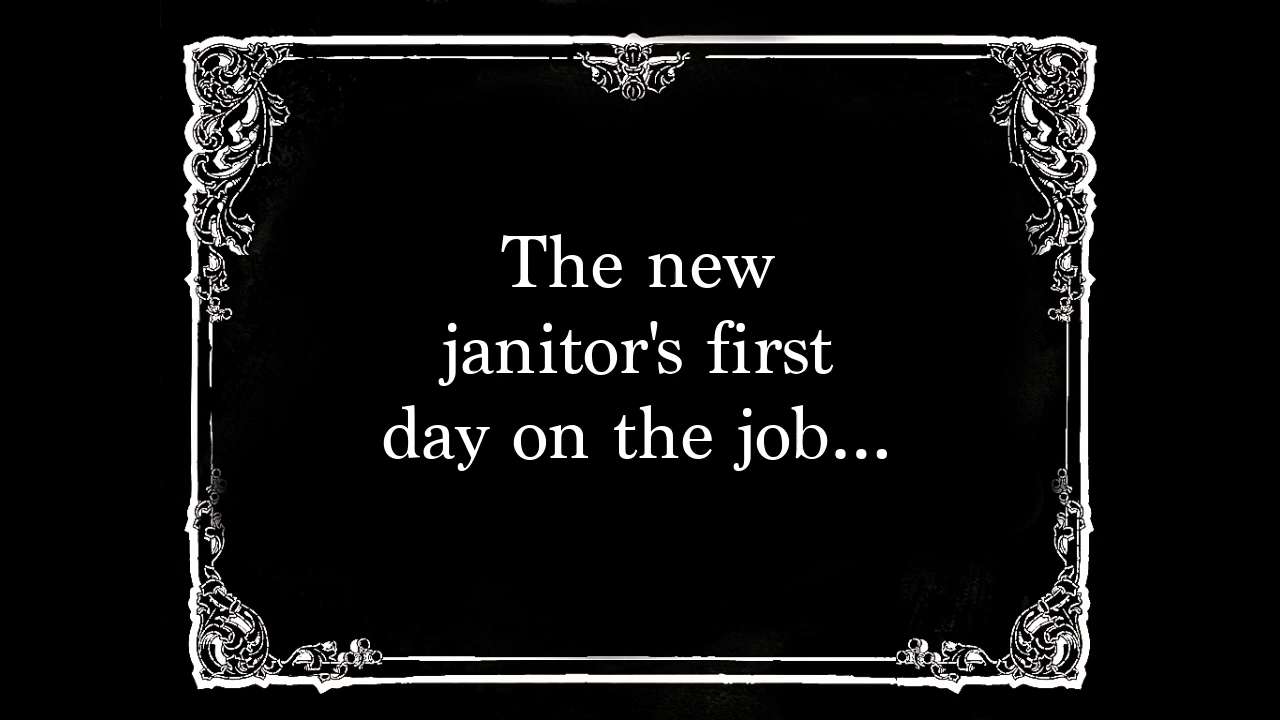 The new
janitor's first
day on the job...